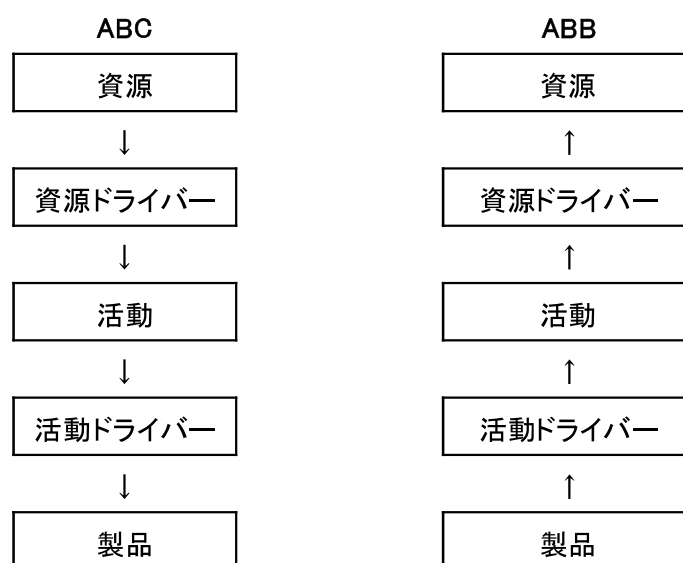 ABC
資源
↓
資源ドライバー
↓
活動
↓
活動ドライバー
↓
製品
ABB
資源
↑
資源ドライバー
↑
活動
↑
活動ドライバー
↑
製品